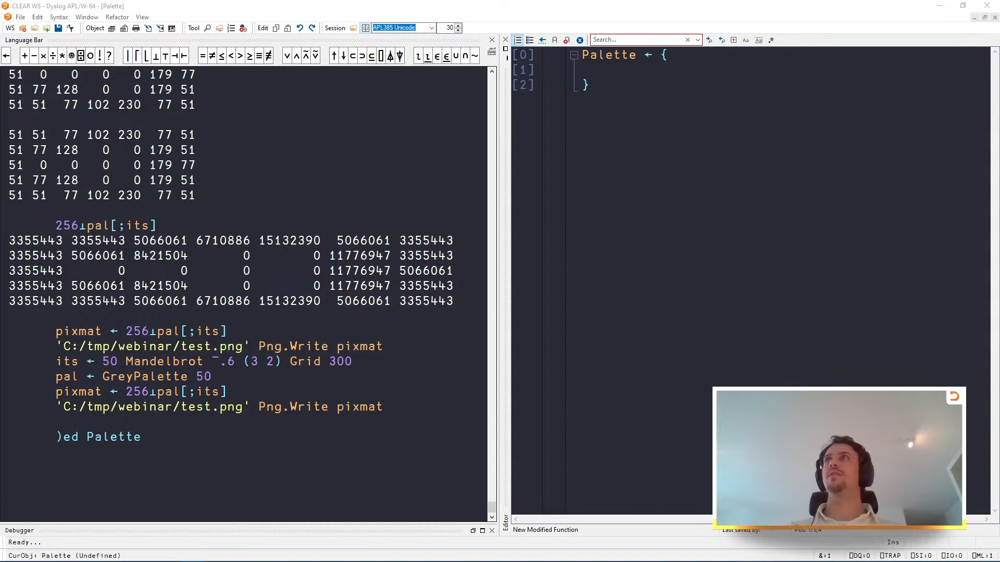 CLEAR WS - Dyalog APL/W-64 - [Palette]
File Edit Syntax Window Refactor View
WS Object Tool Edit Session APL385 Unicode 30
Language Bar
Search...
← + - × ÷ * ⍟ ⌹ ○ ! ? | ⌈ ⌊ ⊥ ⊤ ⊣ ⊢ = ≠ ≤ < > ≥ ≡ ≢ ∨ ∧ ⍲ ⍱ ↑ ↓ ⊂ ⊃ ⊆ ⌷ ⍋ ⍒ ⍳ ⍸ ∊ ⍷ ∪ ∩ ~
51 0 0 0 0 179 77
51 77 128 0 0 179 51
51 51 77 102 230 77 51
51 51 77 102 230 77 51
51 77 128 0 0 179 51
51 0 0 0 0 179 77
51 77 128 0 0 179 51
51 51 77 102 230 77 51
256⊥pal[;its]
3355443 3355443 5066061 6710886 15132390 5066061 3355443
3355443 5066061 8421504 0 0 11776947 3355443
3355443 0 0 0 0 11776947 5066061
3355443 5066061 8421504 0 0 11776947 3355443
3355443 3355443 5066061 6710886 15132390 5066061 3355443
pixmat ← 256⊥pal[;its]
'C:/tmp/webinar/test.png' Png.Write pixmat
its ← 50 Mandelbrot ¯.6 (3 2) Grid 300
pal ← GreyPalette 50
pixmat ← 256⊥pal[;its]
'C:/tmp/webinar/test.png' Png.Write pixmat
)ed Palette
[0] Palette ← {
[1]
[2] }
Editor
New Modified Function
Last saved by:
Debugger
Ready...
Ins
CurObj: Palette (Undefined)
&:1 ⎕DQ:0 ⎕TRAP ⎕SI:0 ⎕IO:0 ⎕ML:1